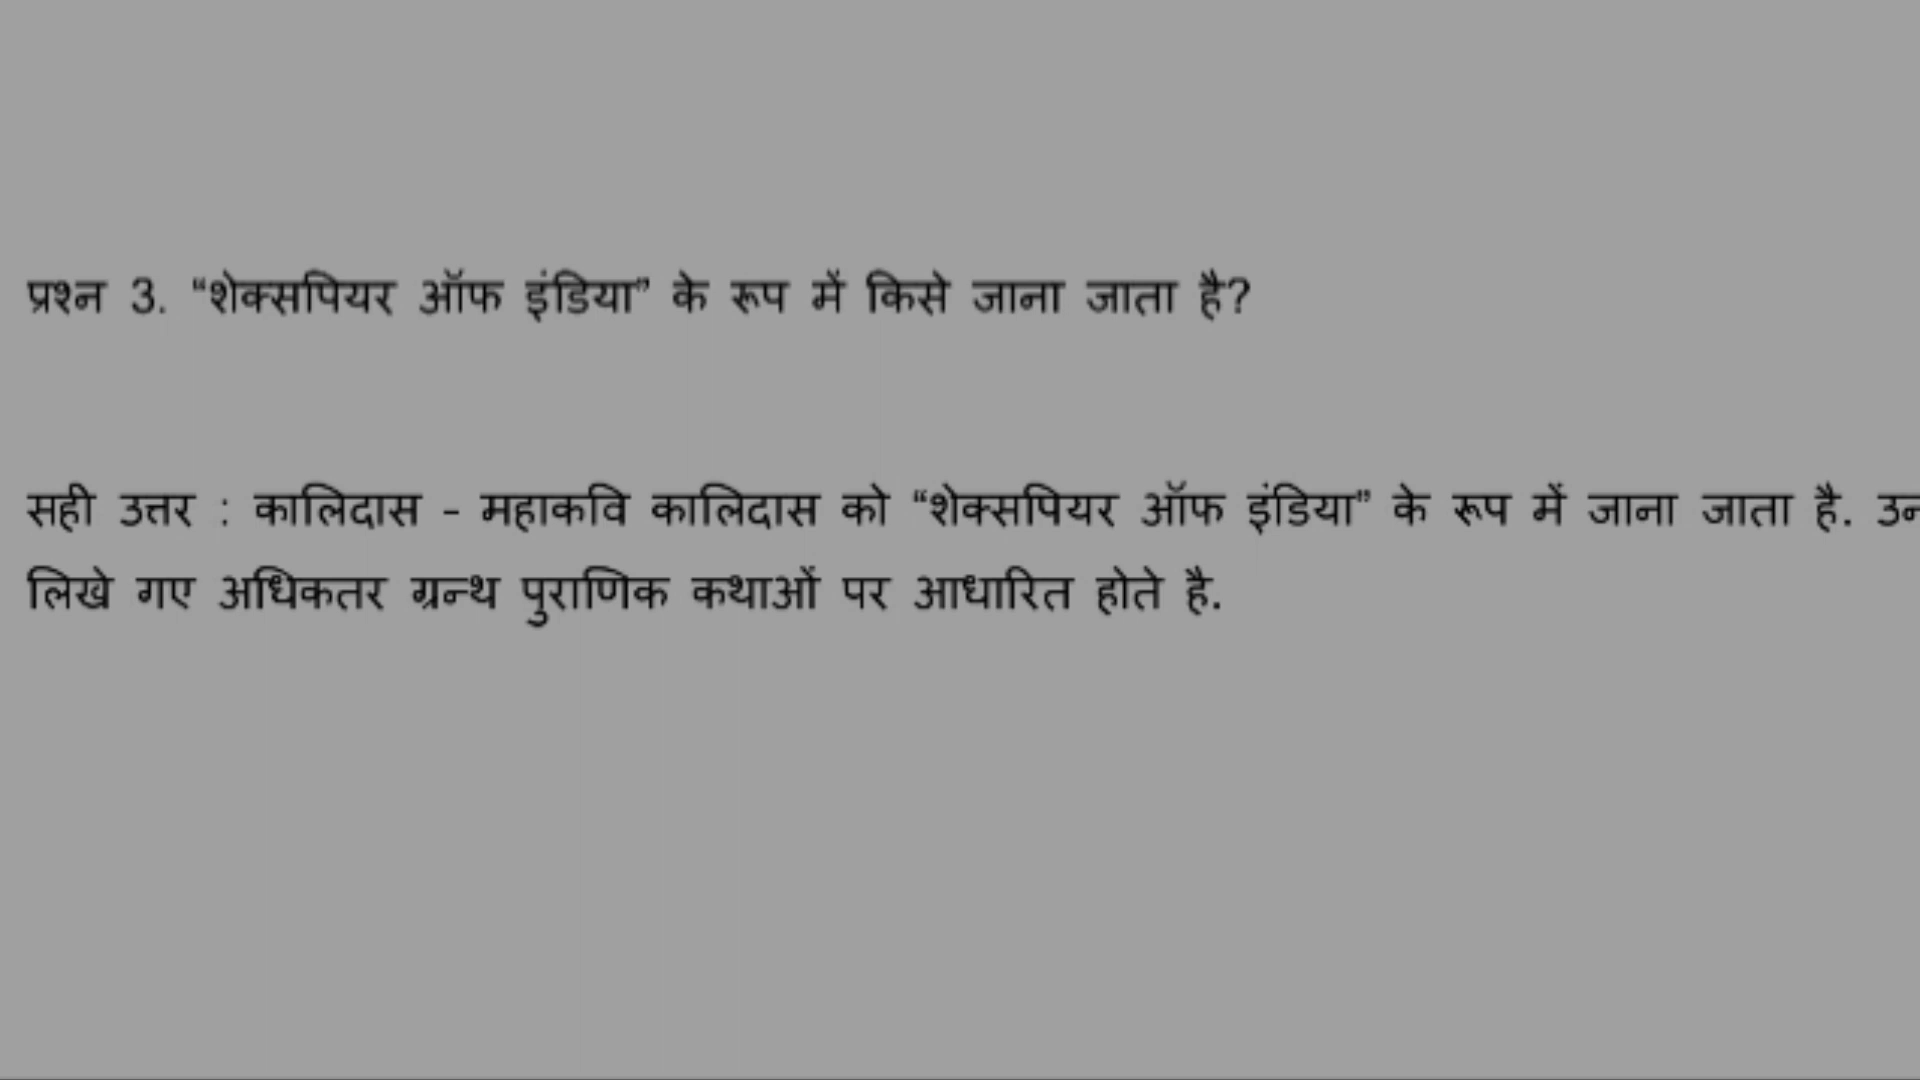 प्रश्न 3. “शेक्सपियर ऑफ इंडिया” के रूप में किसे जाना जाता है?
सही उत्तर : कालिदास - महाकवि कालिदास को “शेक्सपियर ऑफ इंडिया” के रूप में जाना जाता है.
लिखे गए अधिकतर ग्रन्थ पुराणिक कथाओं पर आधारित होते है.